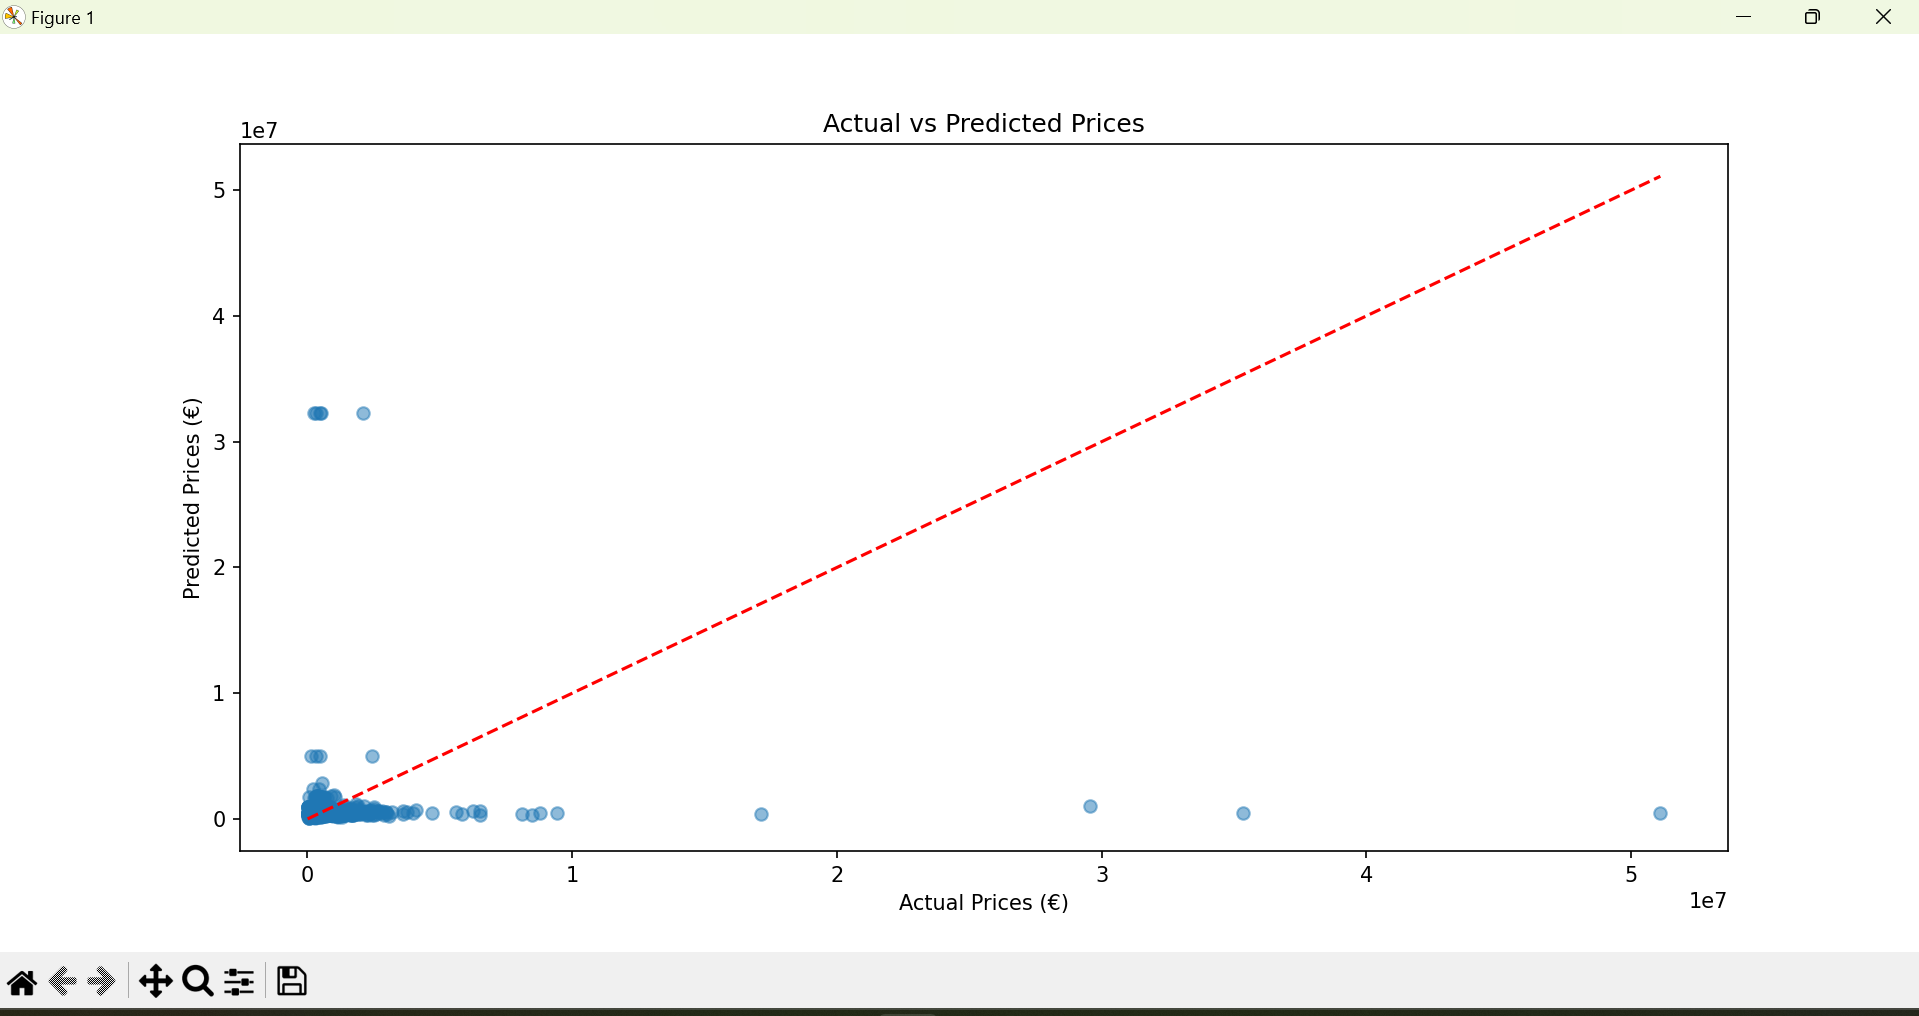 Figure 1
Actual vs Predicted Prices
1e7
5
4
3
2
1
0
Predicted Prices (€)
0 1 2 3 4 5
1e7
Actual Prices (€)